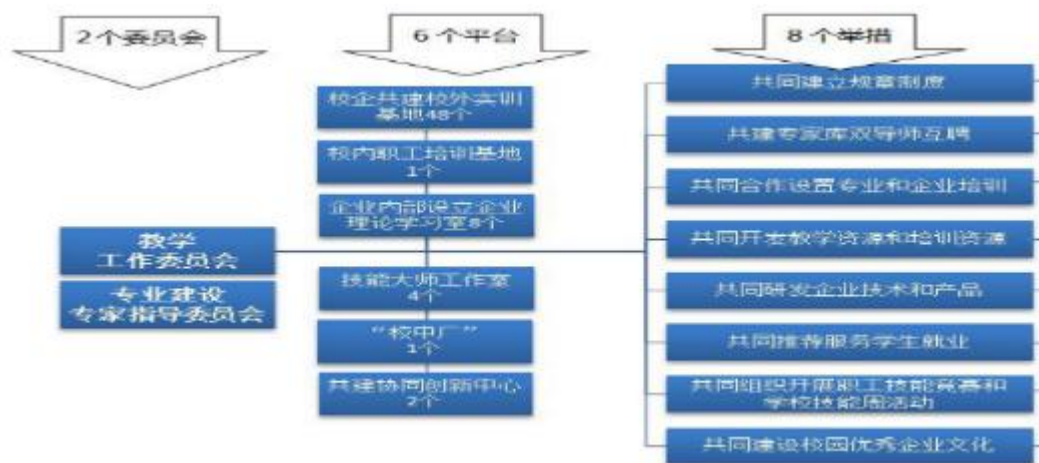 2个委员会
6个平台
8个举措
教学
工作委员会
专业建设
专家指导委员会
校企共建校外实训
基地48个
校内职工培训基地
1个
企业内部设立企业
理论学习室8个
技能大师工作室
4个
“校中厂”
1个
共建协同创新中心
2个
共同建立规章制度
共建专家库双导师互聘
共同合作设置专业和企业培训
共同开发教学资源和培训资源
共同研发企业技术和产品
共同推荐服务学生就业
共同组织开展职工技能竞赛和
学校技能周活动
共同建设校园优秀企业文化